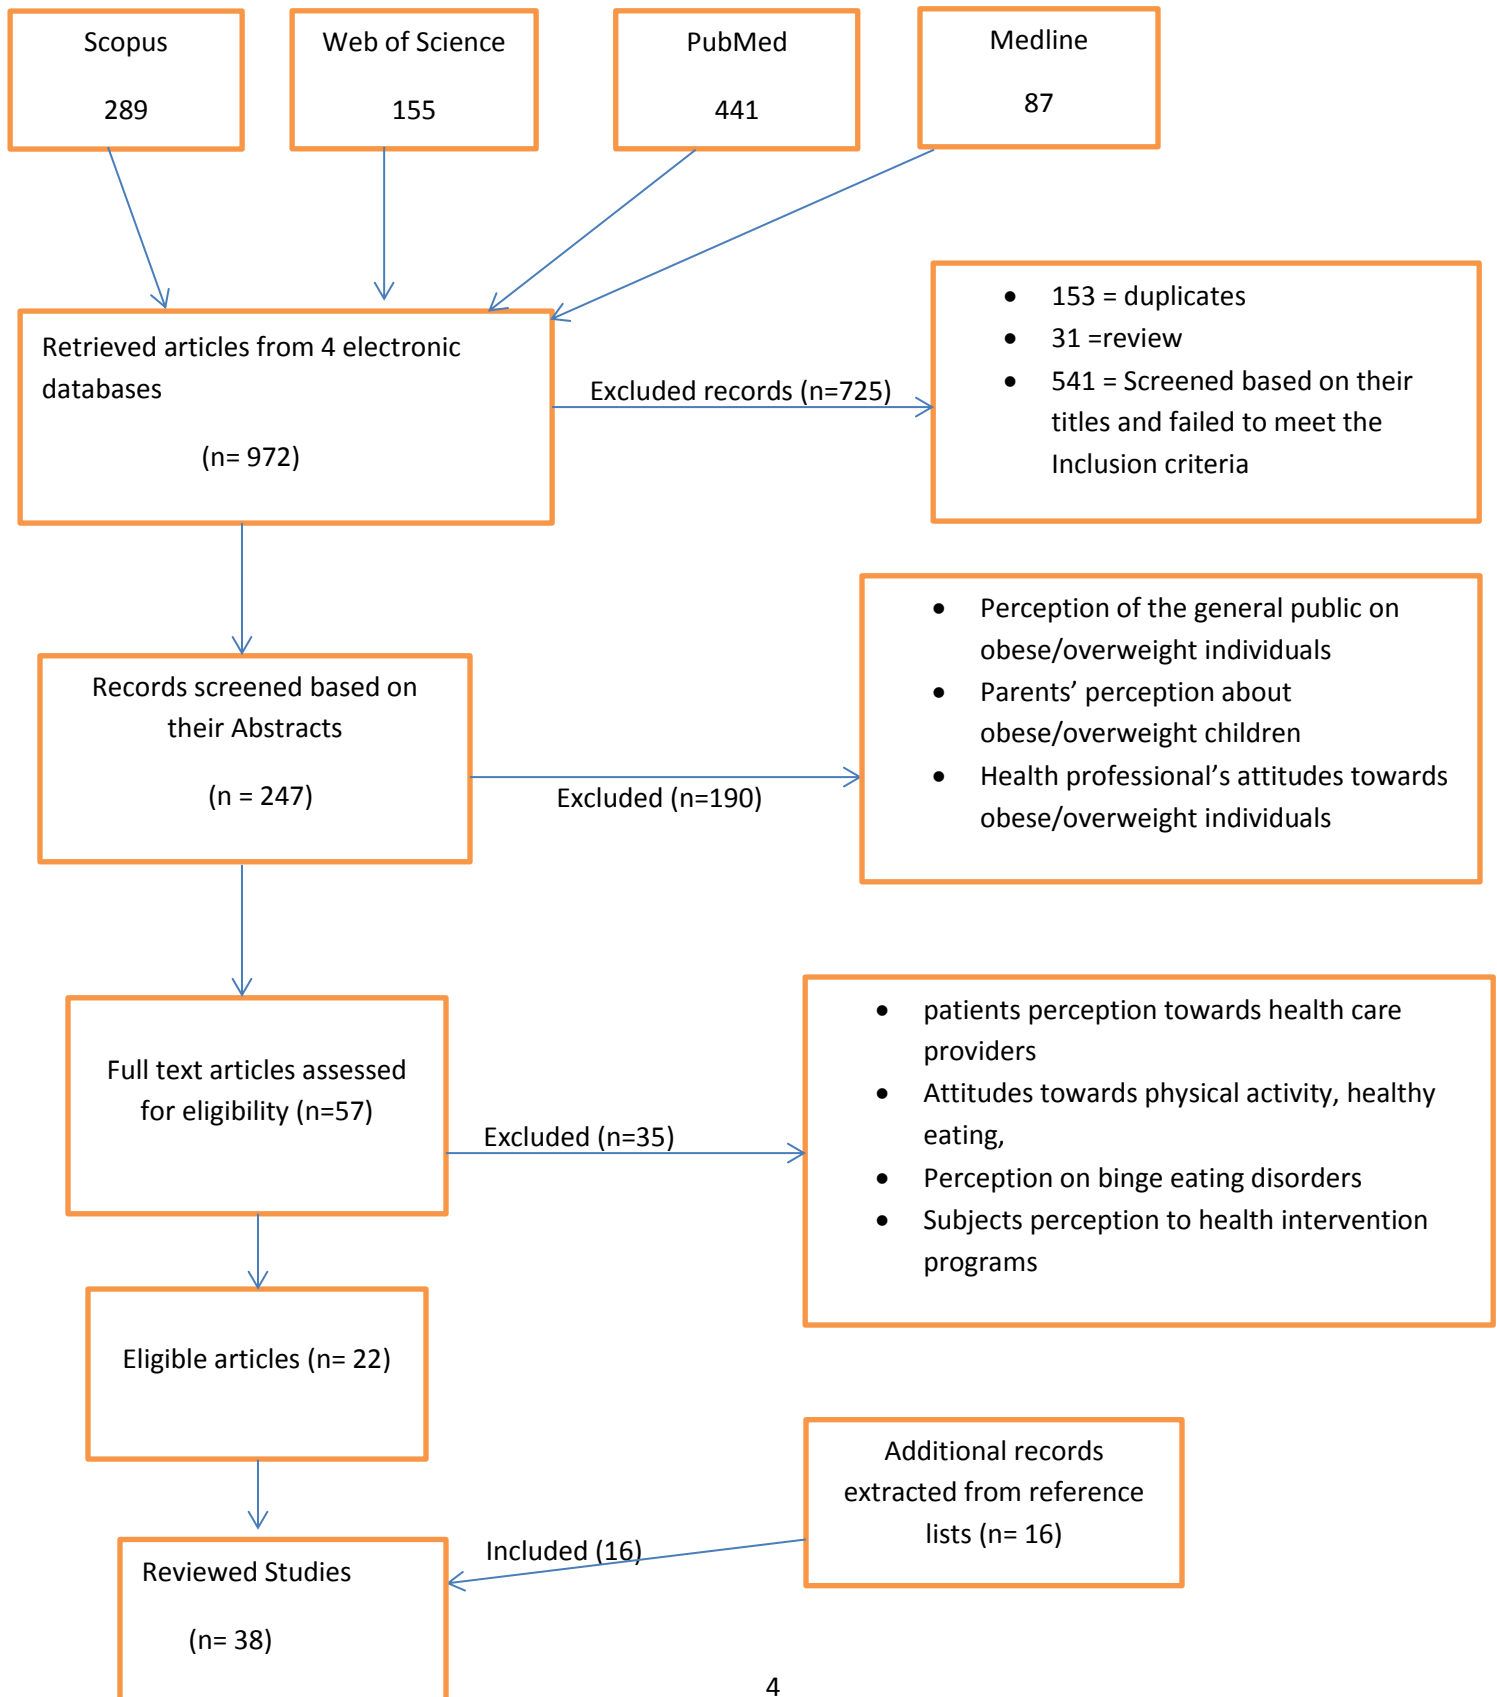 Scopus
289
Web of Science
155
PubMed
441
Medline
87
Retrieved articles from 4 electronic
databases
(n= 972)
Excluded records (n=725)
• 153 = duplicates
• 31 =review
• 541 = Screened based on their
titles and failed to meet the
Inclusion criteria
Records screened based on
their Abstracts
(n = 247)
Excluded (n=190)
• Perception of the general public on
obese/overweight individuals
• Parents’ perception about
obese/overweight children
• Health professional’s attitudes towards
obese/overweight individuals
Full text articles assessed
for eligibility (n=57)
Excluded (n=35)
• patients perception towards health care
providers
• Attitudes towards physical activity, healthy
eating,
• Perception on binge eating disorders
• Subjects perception to health intervention
programs
Eligible articles (n= 22)
Additional records
extracted from reference
lists (n= 16)
Included (16)
Reviewed Studies
(n= 38)
4